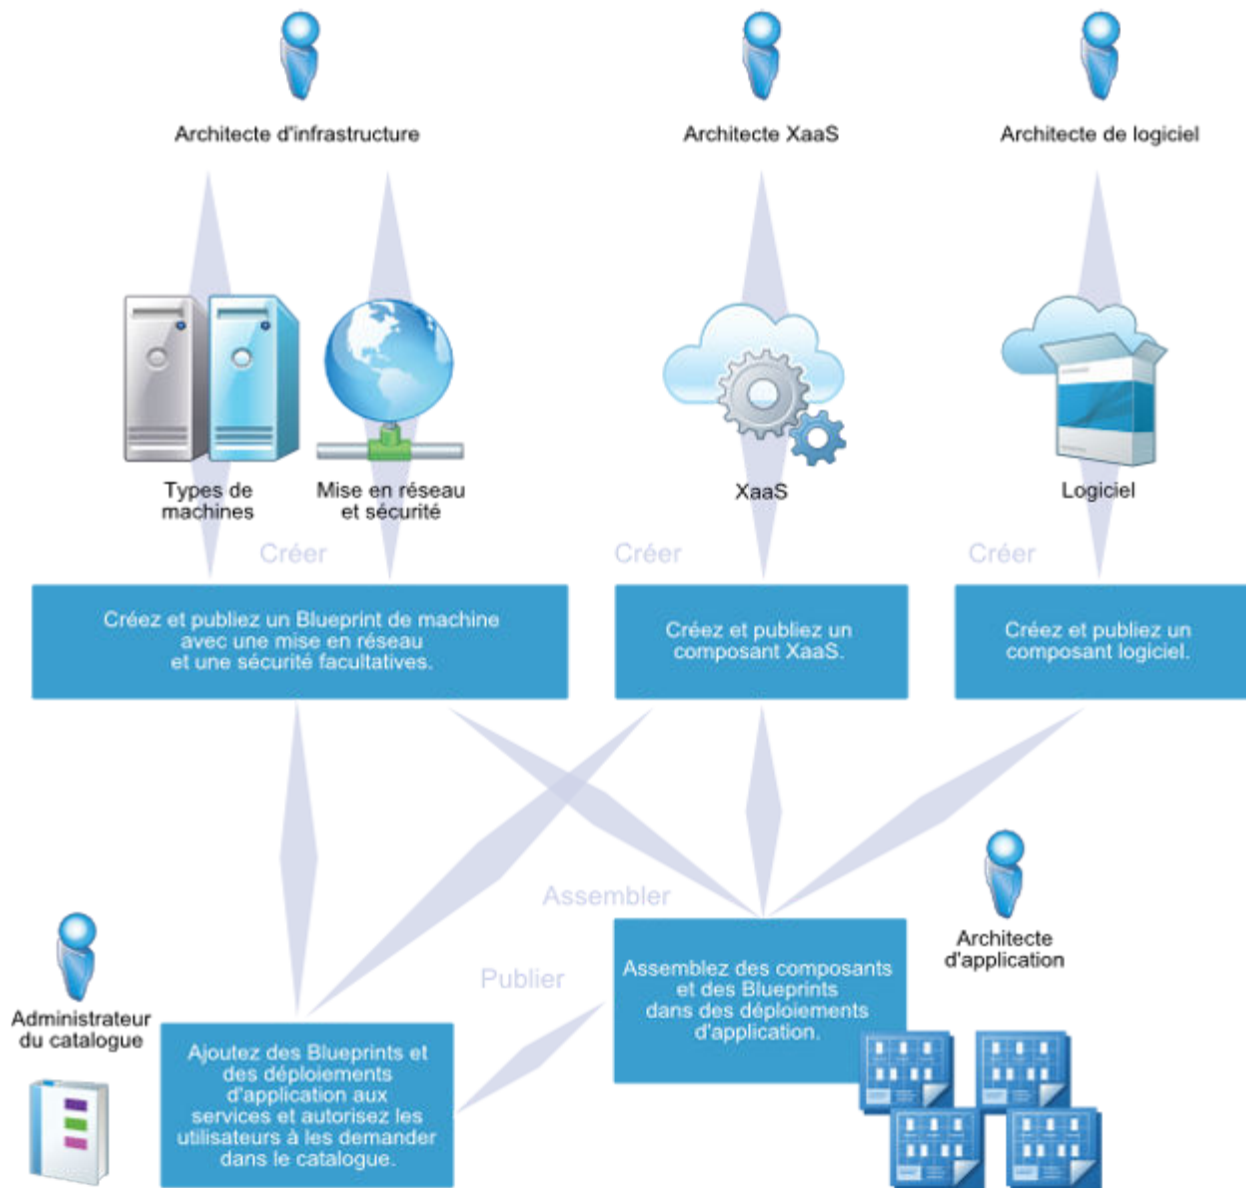 Architecte d'infrastructure
Architecte XaaS
Architecte de logiciel
Types de
machines
Mise en réseau
et sécurité
XaaS
Logiciel
Créer
Créer
Créer
Créez et publiez un Blueprint de machine
avec une mise en réseau
et une sécurité facultatives.
Créez et publiez un
composant XaaS.
Créez et publiez un
composant logiciel.
Assembler
Publier
Architecte
d'application
Assemblez des composants
et des Blueprints
dans des déploiements
d'application.
Administrateur
du catalogue
Ajoutez des Blueprints et
des déploiements
d'application aux
services et autorisez les
utilisateurs à les demander
dans le catalogue.